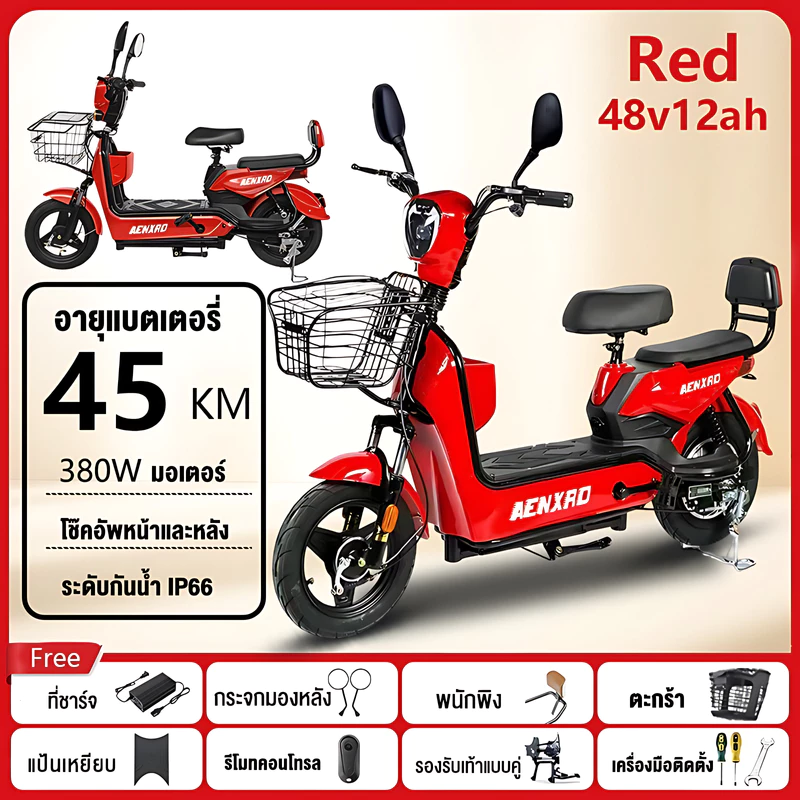 Red
48v12ah
AENXRD
AENXRD
อายุแบตเตอรี่
45 KM
380W มอเตอร์
โช๊คอัพหน้าและหลัง
ระดับกันน้ำ IP66
AENXRD
AENXRD
Free
ที่ชาร์จ
กระจกมองหลัง
พนักพิง
ตะกร้า
แป้นเหยียบ
รีโมทคอนโทรล
รองรับเท้าแบบคู่
เครื่องมือติดตั้ง